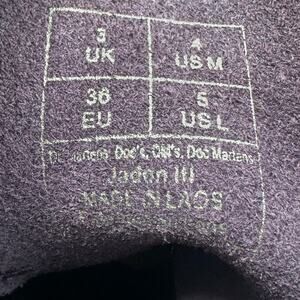 3 4
UK US M
36 5
EU US L
Dr. Martens, Doc's, DM's, Doc Martens
Jadon III
MADE IN LAOS